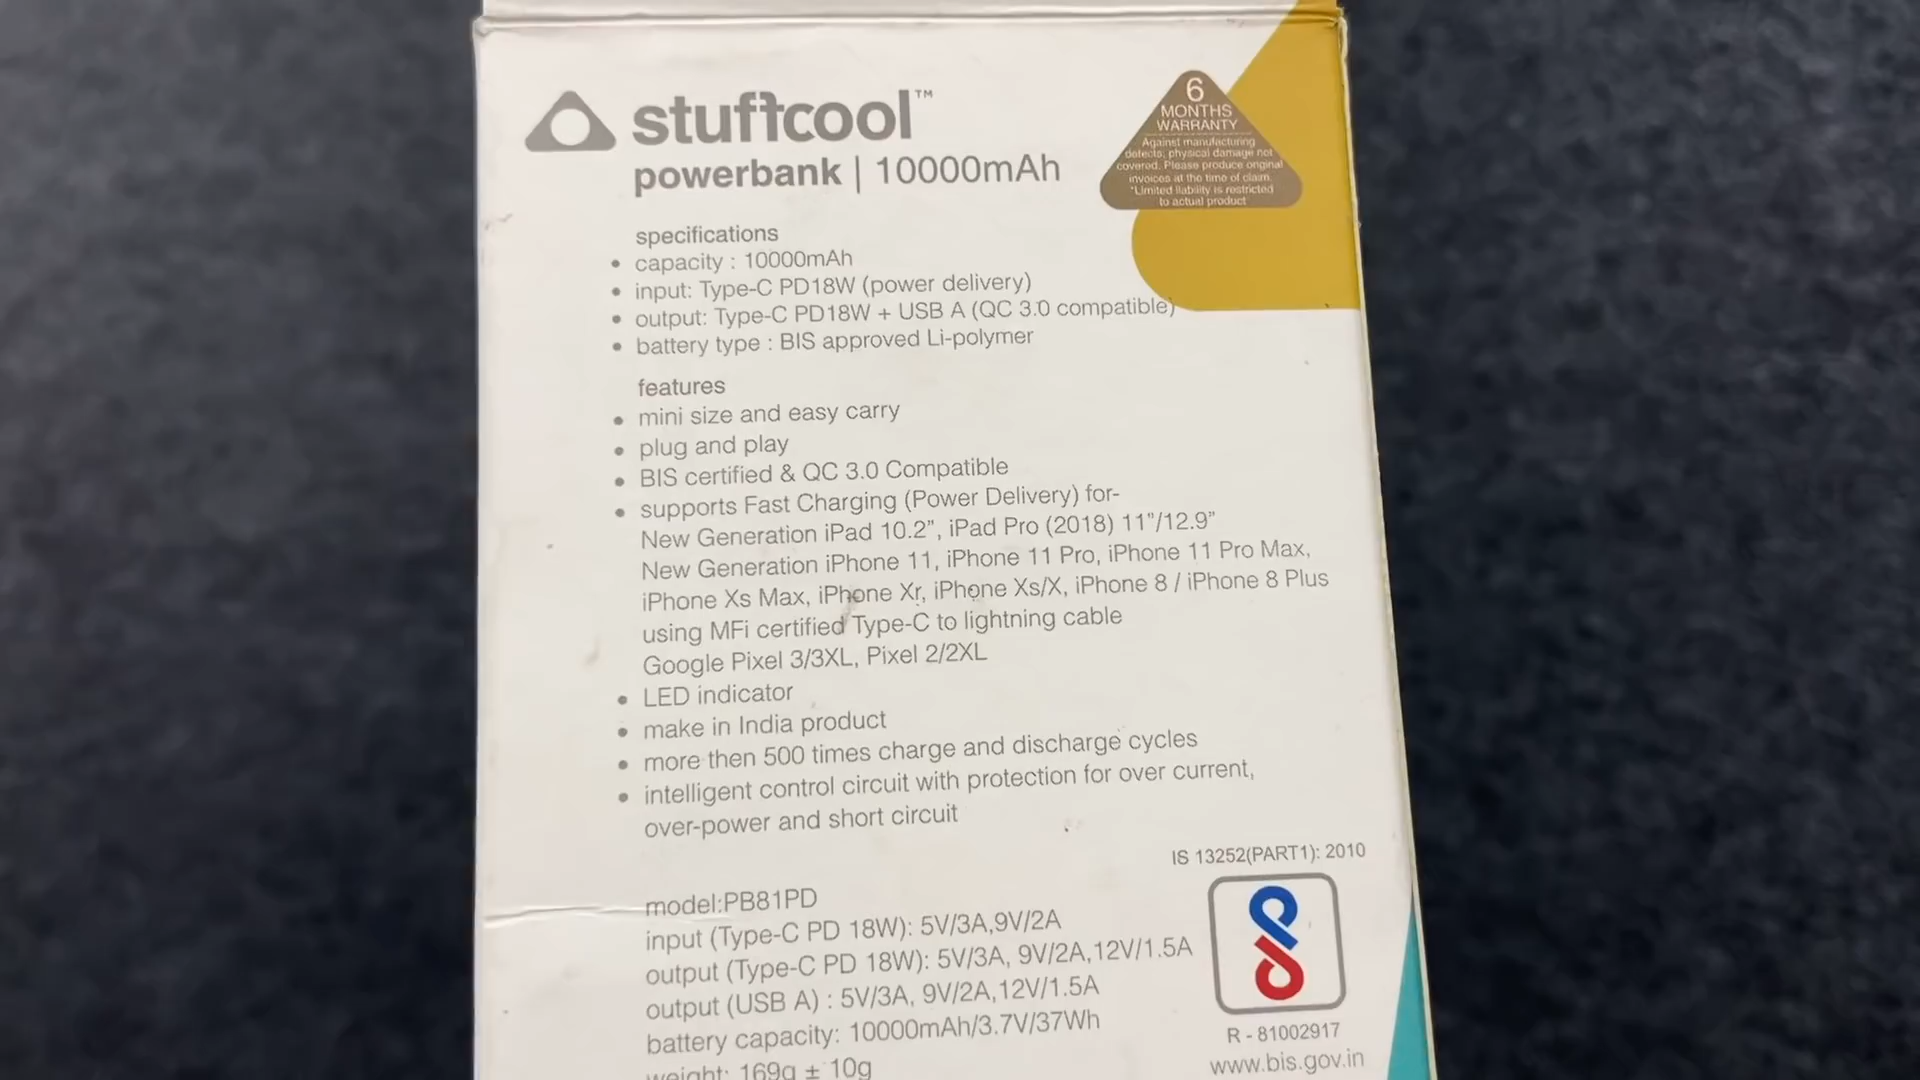 stuffcool™
powerbank | 10000mAh
6
MONTHS
WARRANTY
Against manufacturing
defects, physical damage not
covered. Please produce original
invoices at the time of claim.
*Limited liability is restricted
to actual product
specifications
• capacity : 10000mAh
• input: Type-C PD18W (power delivery)
• output: Type-C PD18W + USB A (QC 3.0 compatible)
• battery type : BIS approved Li-polymer
features
• mini size and easy carry
• plug and play
• BIS certified & QC 3.0 Compatible
• supports Fast Charging (Power Delivery) for-
New Generation iPad 10.2”, iPad Pro (2018) 11”/12.9”
New Generation iPhone 11, iPhone 11 Pro, iPhone 11 Pro Max,
iPhone Xs Max, iPhone Xr, iPhone Xs/X, iPhone 8 / iPhone 8 Plus
using MFi certified Type-C to lightning cable
Google Pixel 3/3XL, Pixel 2/2XL
• LED indicator
• make in India product
• more then 500 times charge and discharge cycles
• intelligent control circuit with protection for over current,
over-power and short circuit
IS 13252(PART1): 2010
model:PB81PD
input (Type-C PD 18W): 5V/3A,9V/2A
output (Type-C PD 18W): 5V/3A, 9V/2A,12V/1.5A
output (USB A) : 5V/3A, 9V/2A,12V/1.5A
battery capacity: 10000mAh/3.7V/37Wh
weight: 169g ± 10g
R - 81002917
www.bis.gov.in